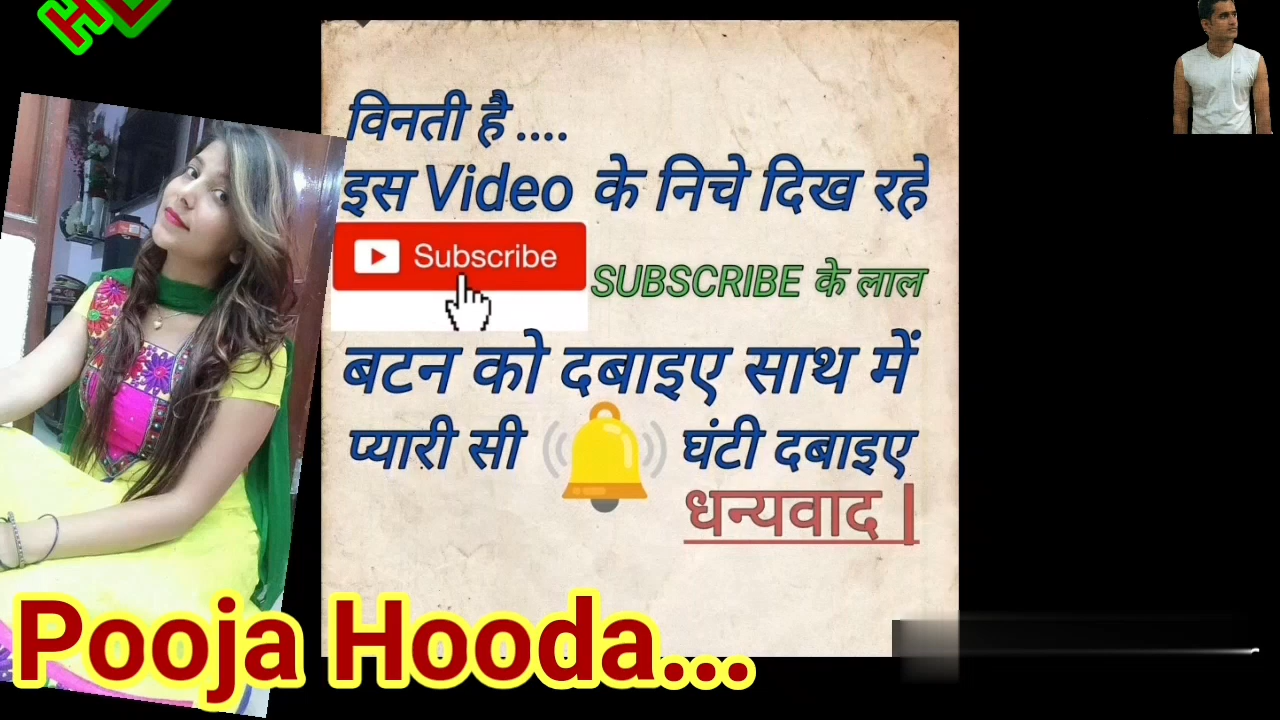 विनती है ....
इस Video के निचे दिख रहे
Subscribe
SUBSCRIBE के लाल
बटन को दबाइए साथ में
प्यारी सी घंटी दबाइए
धन्यवाद |
Pooja Hooda...